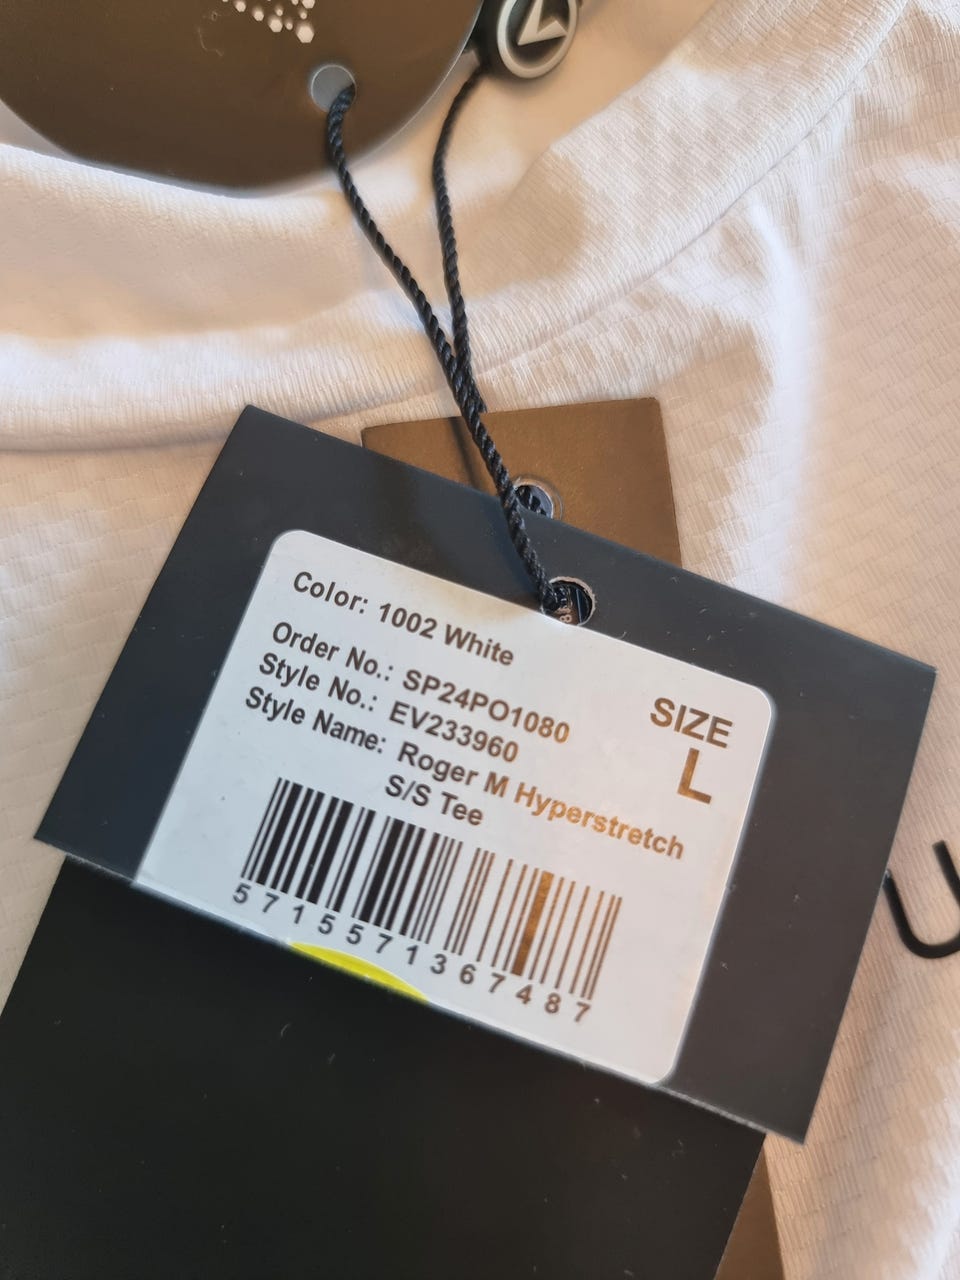 Color: 1002 White
Order No.: SP24PO1080
Style No.: EV233960
Style Name: Roger M Hyperstretch
S/S Tee
SIZE
L
5715571367487